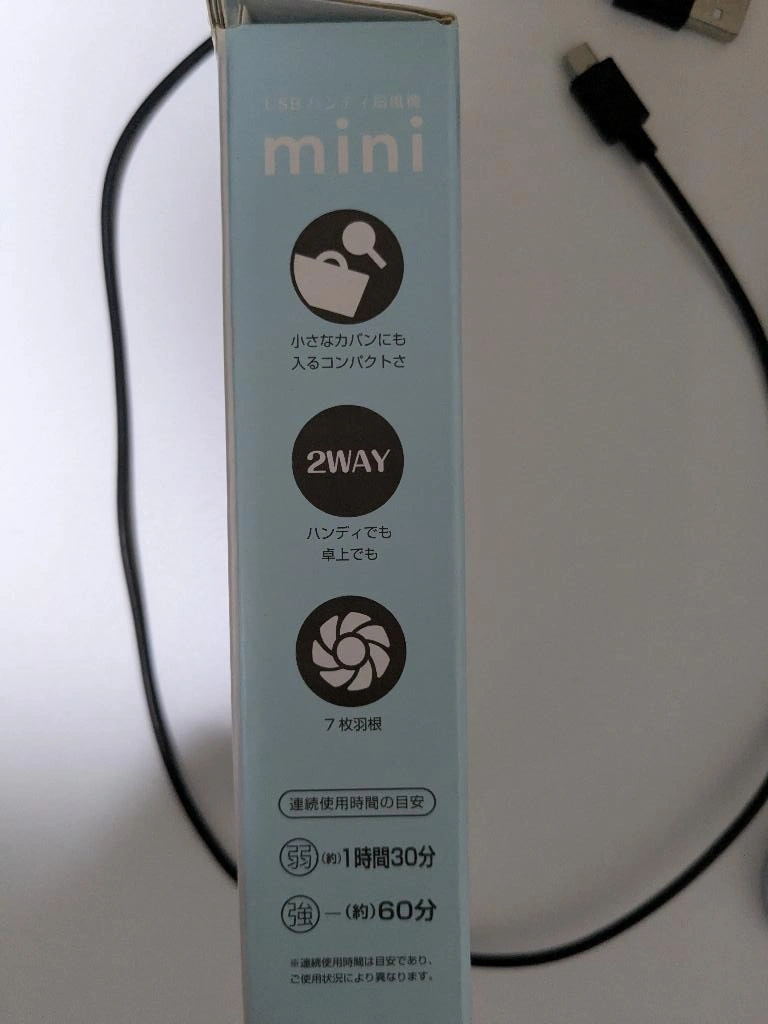 USB ハンディ扇風機
mini
小さなカバンにも
入るコンパクトさ
2WAY
ハンディでも
卓上でも
7枚羽根
連続使用時間の目安
弱 (約)1時間30分
強 ー(約)60分
※連続使用時間は目安であり、
ご使用状況により異なります。